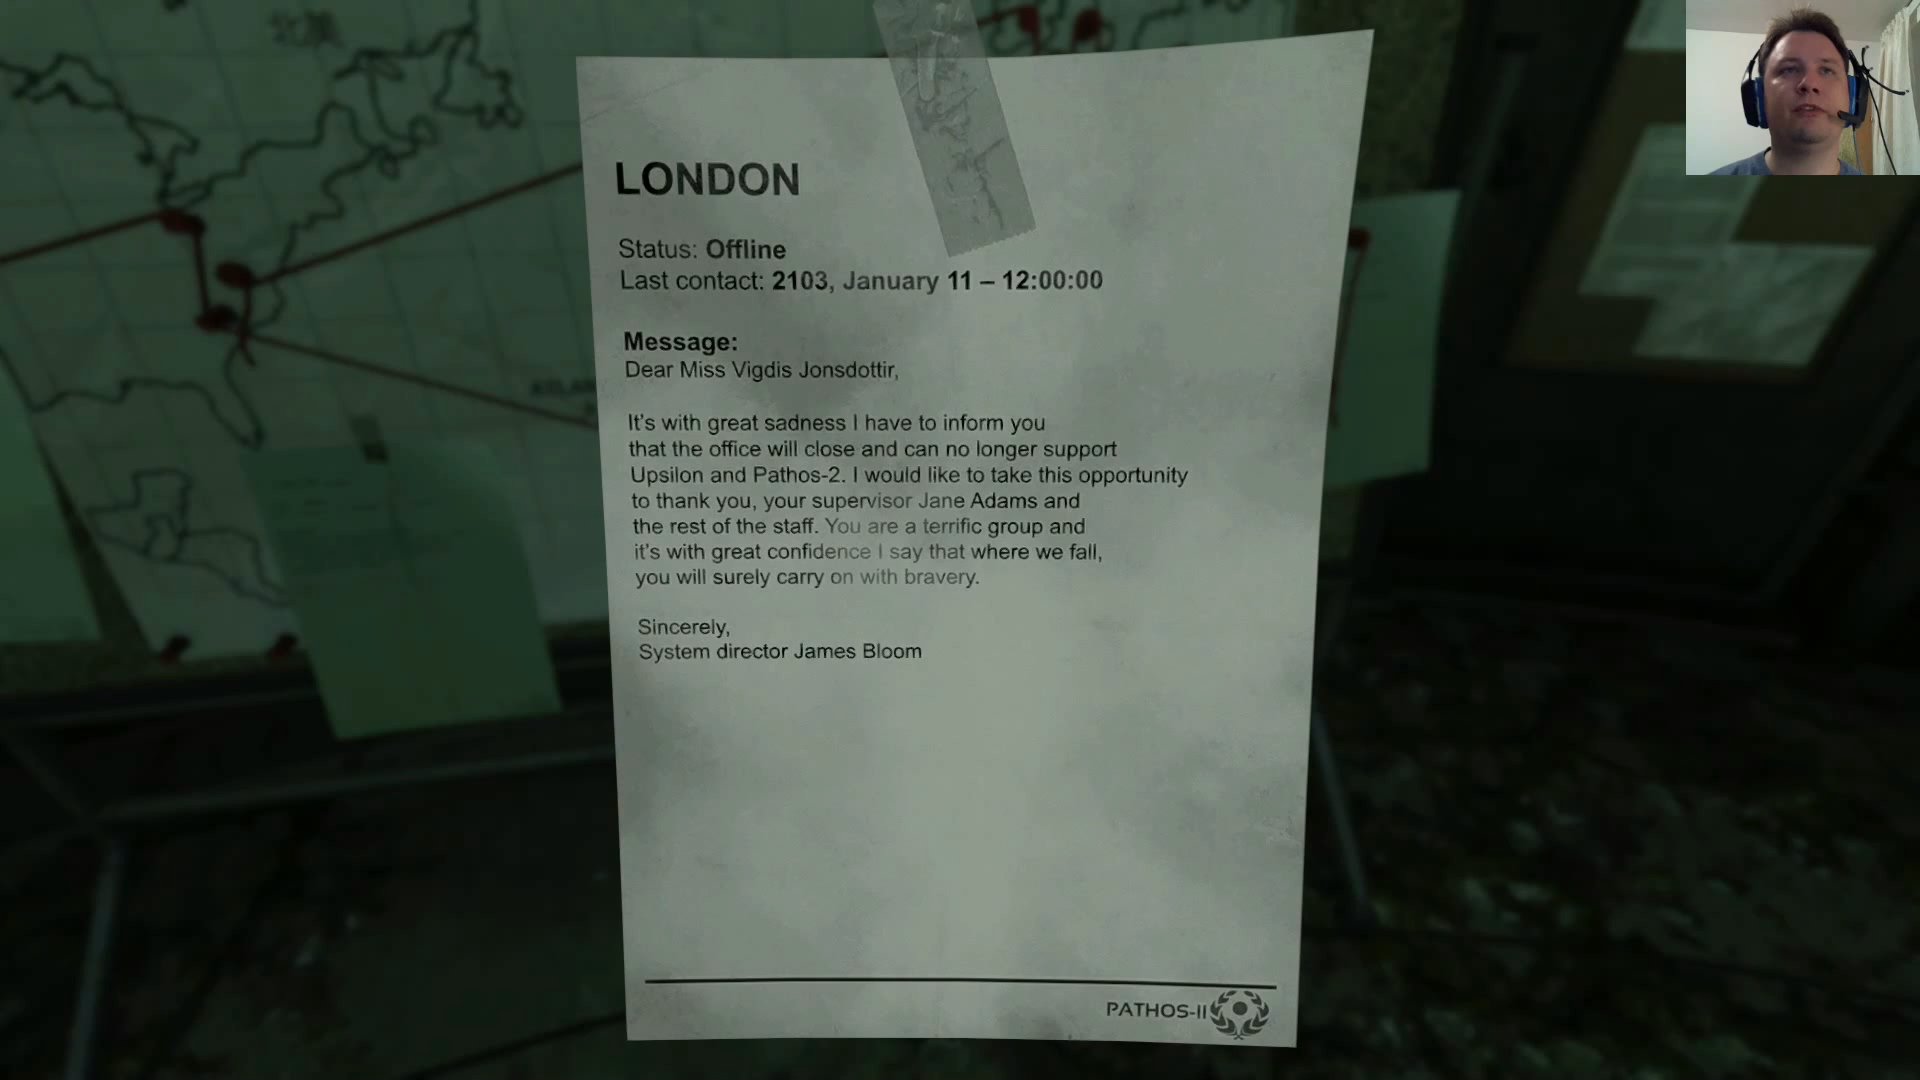 北美
LONDON
Status: Offline
Last contact: 2103, January 11 – 12:00:00
Message:
Dear Miss Vigdis Jonsdottir,
It's with great sadness I have to inform you
that the office will close and can no longer support
Upsilon and Pathos-2. I would like to take this opportunity
to thank you, your supervisor Jane Adams and
the rest of the staff. You are a terrific group and
it's with great confidence I say that where we fall,
you will surely carry on with bravery.
Sincerely,
System director James Bloom
PATHOS-II